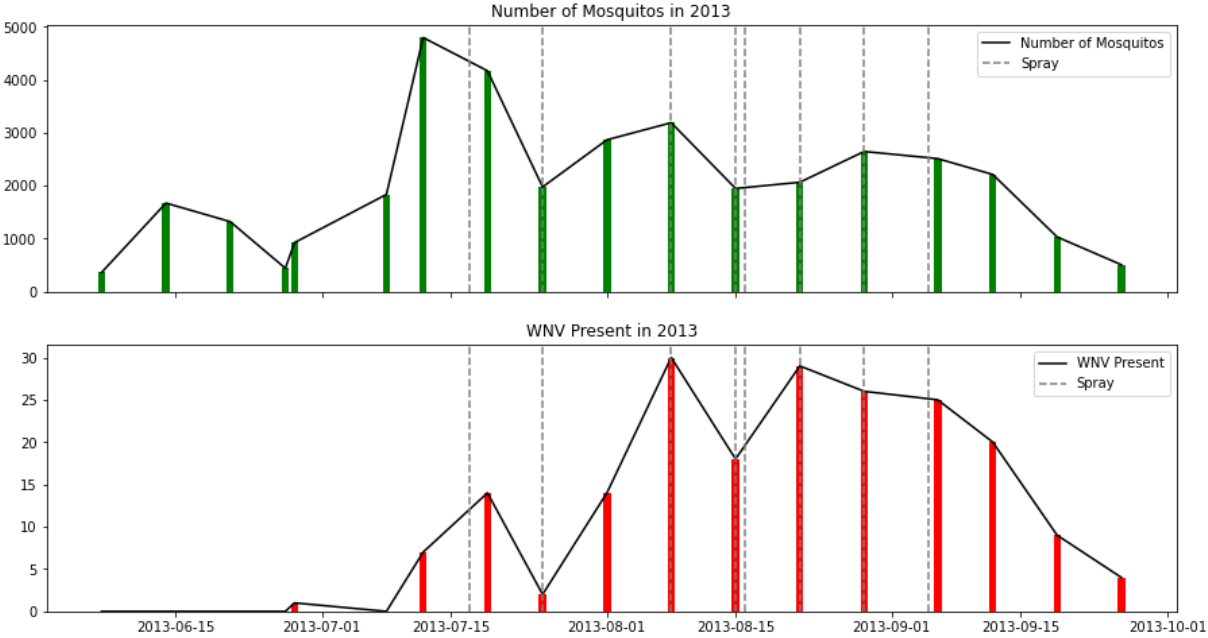 Number of Mosquitos in 2013
5000
4000
3000
2000
1000
0
Number of Mosquitos
Spray
WNV Present in 2013
30
25
20
15
10
5
0
WNV Present
Spray
2013-06-15 2013-07-01 2013-07-15 2013-08-01 2013-08-15 2013-09-01 2013-09-15 2013-10-01